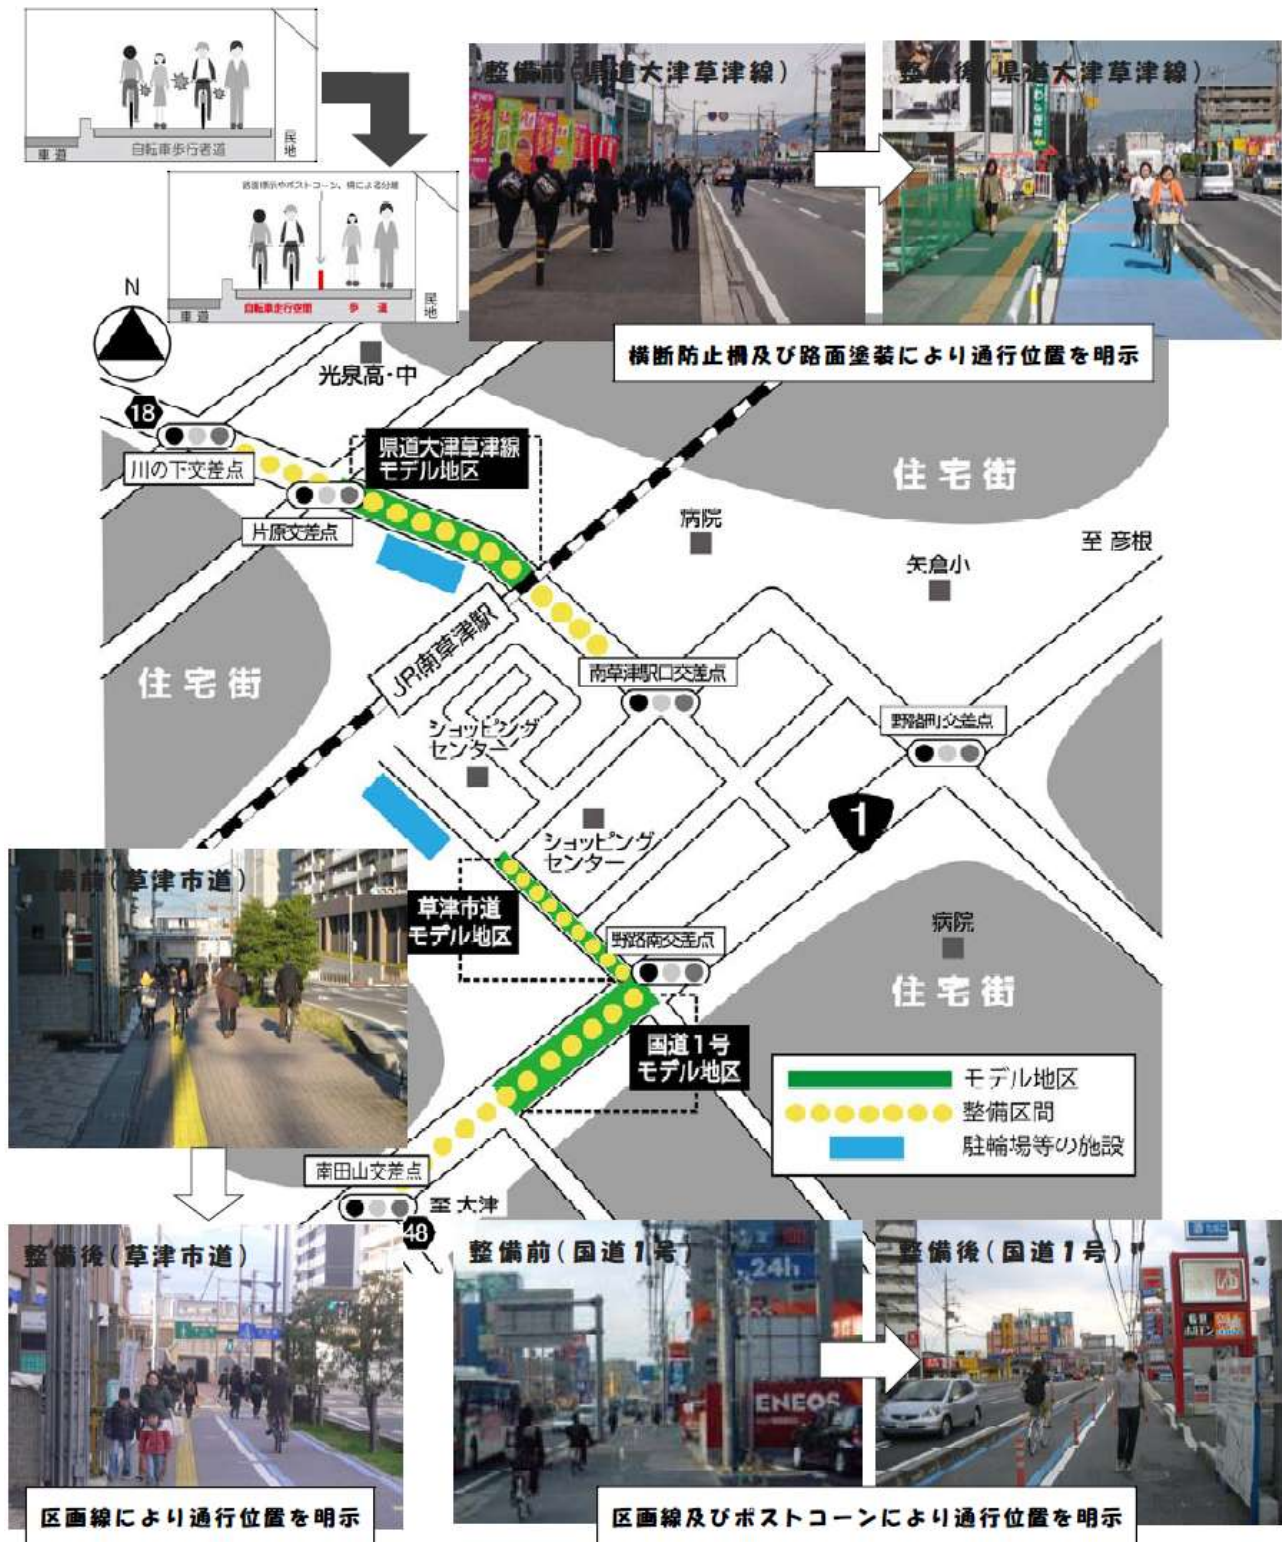 車道
自転車歩行者道
民地
路面標示やポストコーン、柵による分離
車道
自転車走行空間
歩 道
民地
整備前(県道大津草津線)
整備後(県道大津草津線)
横断防止柵及び路面塗装により通行位置を明示
N
光泉高・中
18
川の下交差点
片原交差点
県道大津草津線
モデル地区
住宅街
病院
至 彦根
矢倉小
住宅街
JR南草津駅
南草津駅口交差点
野路町交差点
ショッピング
センター
1
ショッピング
センター
整備前(草津市道)
草津市道
モデル地区
野路南交差点
病院
住宅街
国道1号
モデル地区
モデル地区
整備区間
駐輪場等の施設
南田山交差点
至 大津
48
整備後(草津市道)
区画線により通行位置を明示
整備前(国道1号)
24h
ENEOS
整備後(国道1号)
区画線及びポストコーンにより通行位置を明示